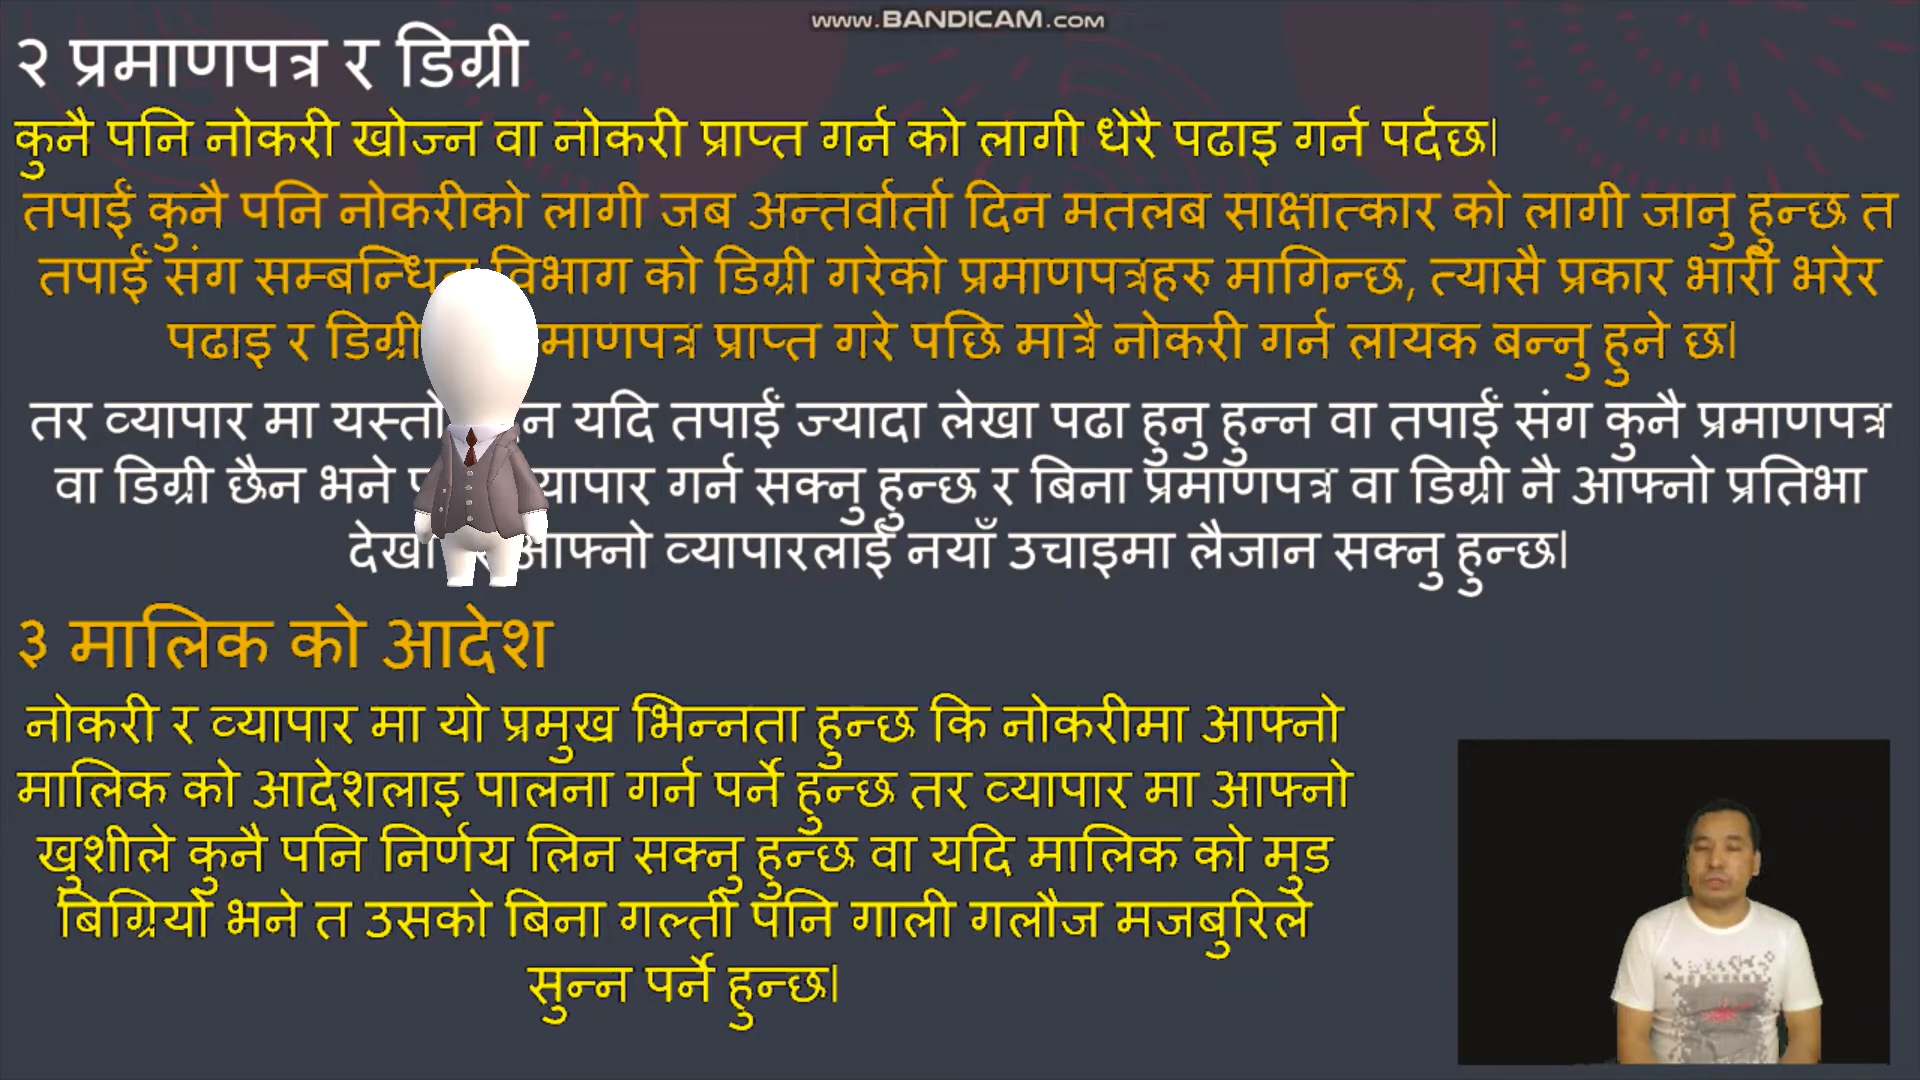 www.BANDICAM.com
२ प्रमाणपत्र र डिग्री
कुनै पनि नोकरी खोज्न वा नोकरी प्राप्त गर्न को लागी धेरै पढाइ गर्न पर्दछ।
तपाईं कुनै पनि नोकरीको लागी जब अन्तर्वार्ता दिन मतलब साक्षात्कार को लागी जानु हुन्छ त
तपाईं संग विभाग को डिग्री गरेको प्रमाणपत्रहरु मागिन्छ, त्यासै प्रकार भारी भरेर
पढाइ र डिग्री प्राप्त गरे पछि मात्रै नोकरी गर्न लायक बन्नु हुने छ।
तर व्यापार मा यदि तपाईं ज्यादा लेखा पढा हुनु हुन्न वा तपाईं संग कुनै प्रमाणपत्र
वा डिग्री छैन भने गर्न सक्नु हुन्छ र बिना प्रमाणपत्र वा डिग्री नै आफ्नो प्रतिभा
आफ्नो व्यापारलाई नयाँ उचाइमा लैजान सक्नु हुन्छ।
३ मालिक को आदेश
नोकरी र व्यापार मा यो प्रमुख भिन्नता हुन्छ कि नोकरीमा आफ्नो
मालिक को आदेशलाइ पालना गर्न पर्ने हुन्छ तर व्यापार मा आफ्नो
खुशीले कुनै पनि निर्णय लिन सक्नु हुन्छ वा यदि मालिक को मुड
बिग्रियो भने त उसको बिना गल्ती पनि गाली गलौज मजबुरिले
सुन्न पर्ने हुन्छ।